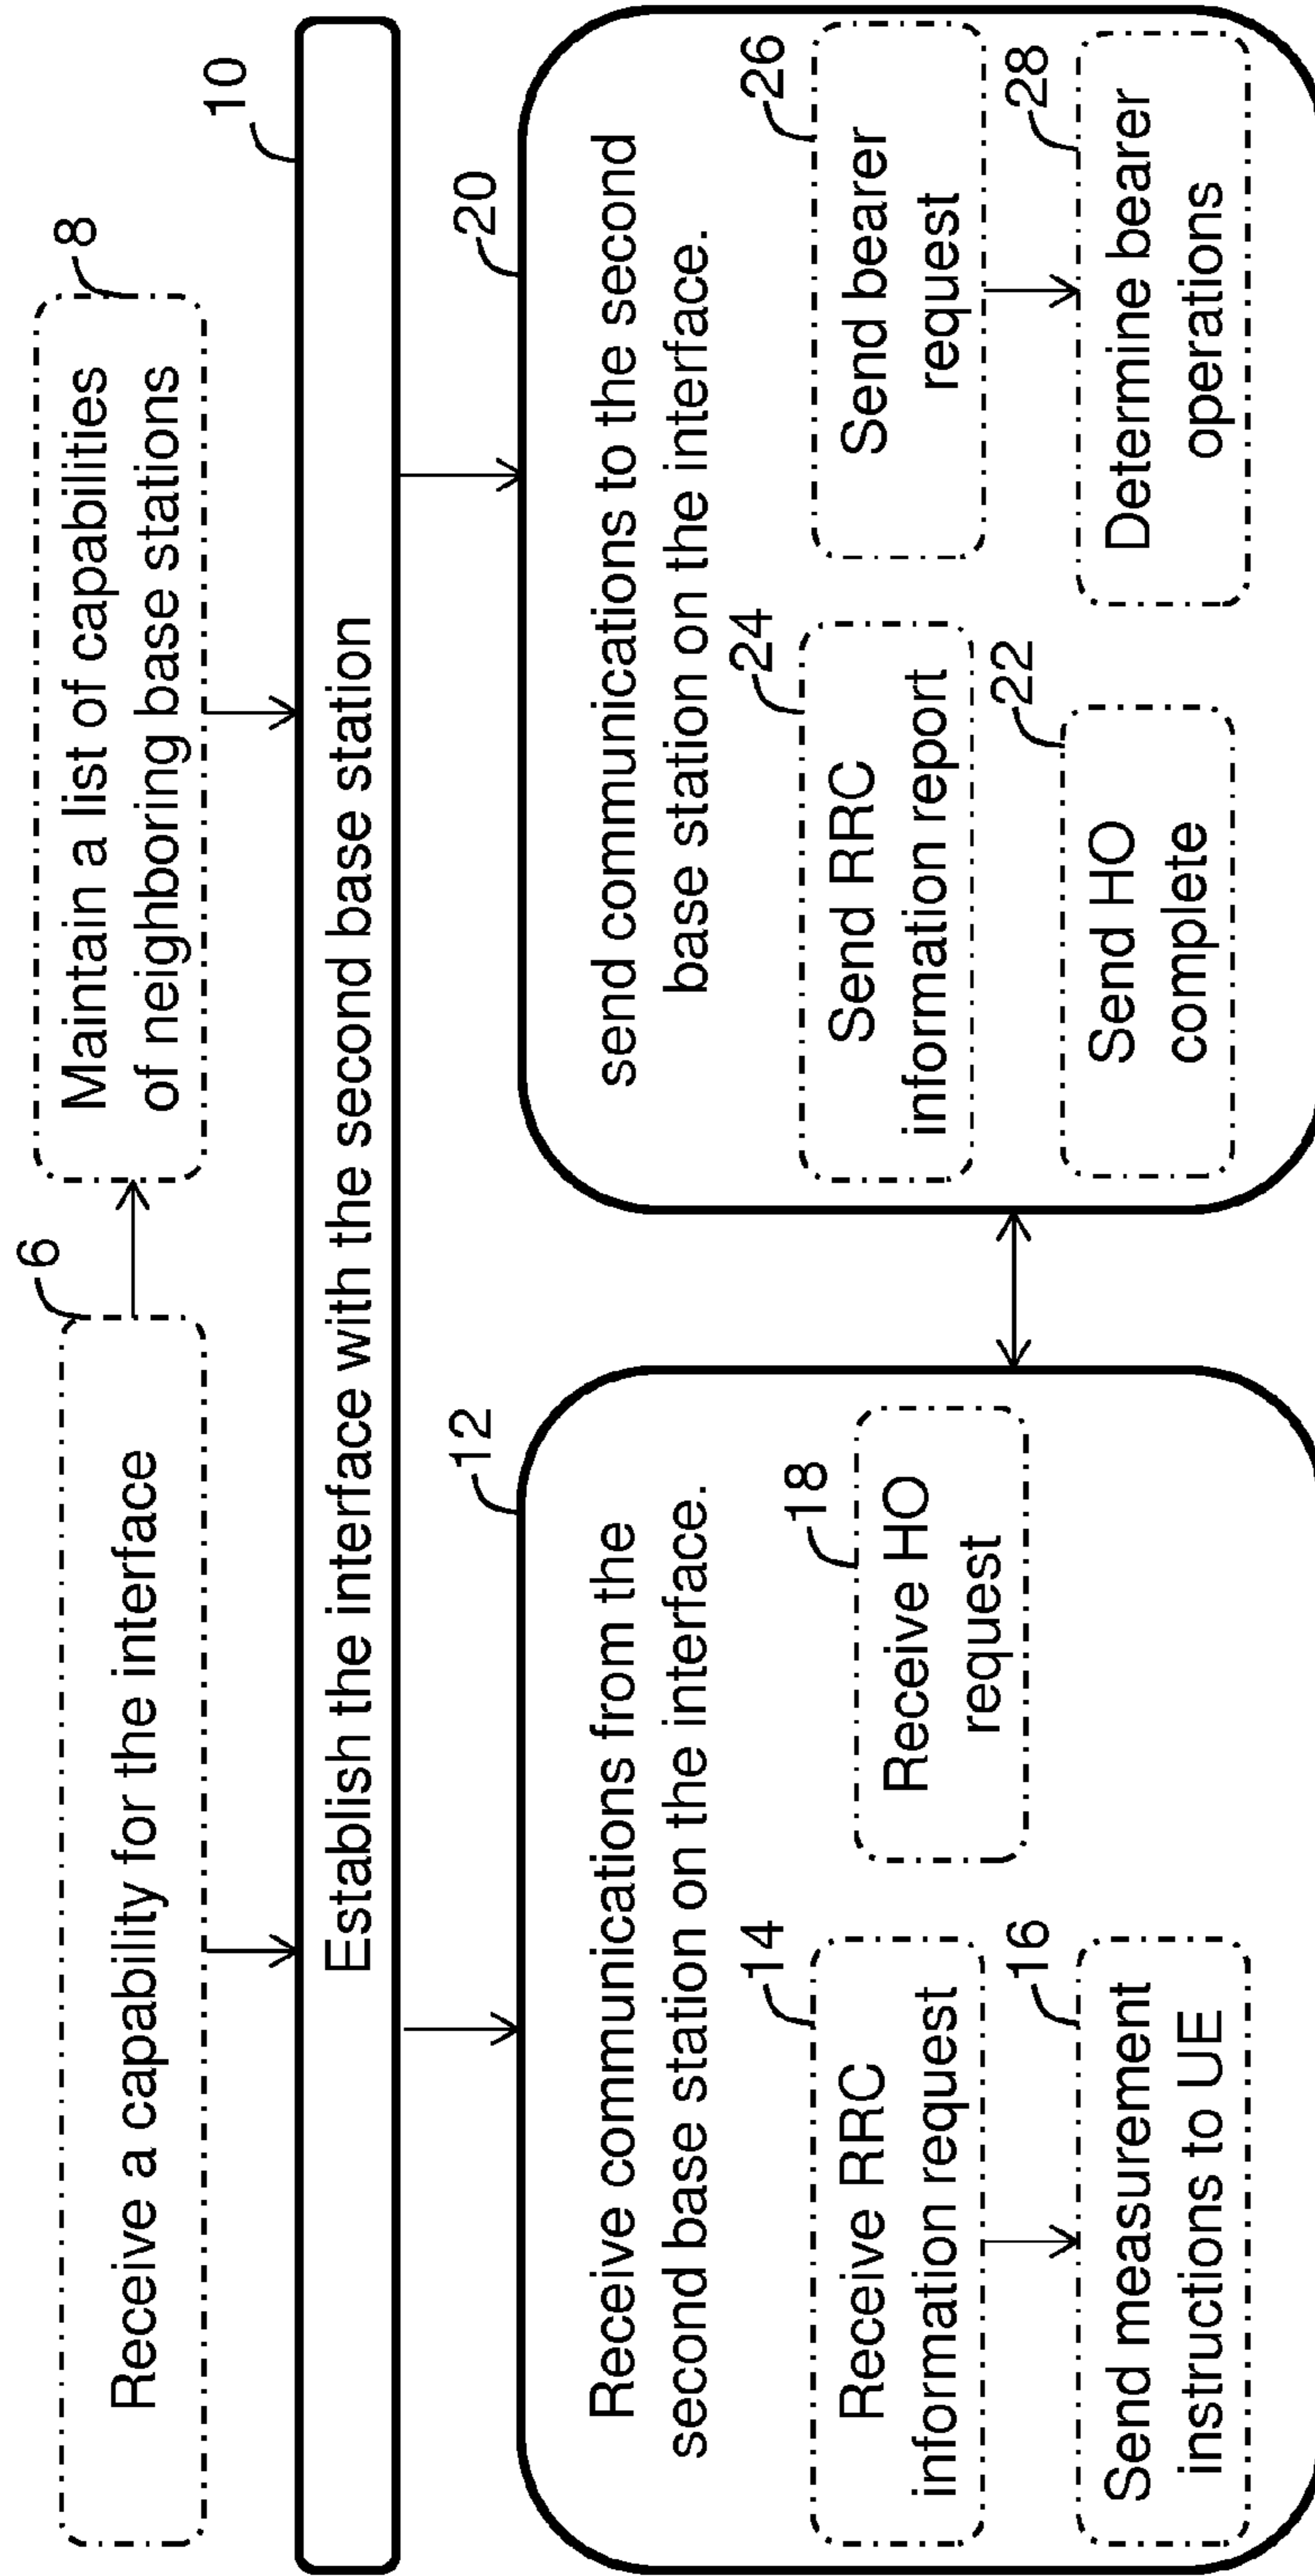 6
Receive a capability for the interface
8
Maintain a list of capabilities
of neighboring base stations
10
Establish the interface with the second base station
12
Receive communications from the
second base station on the interface.
14
Receive RRC
information request
16
Send measurement
instructions to UE
18
Receive HO
request
20
send communications to the second
base station on the interface.
24
Send RRC
information report
22
Send HO
complete
26
Send bearer
request
28
Determine bearer
operations